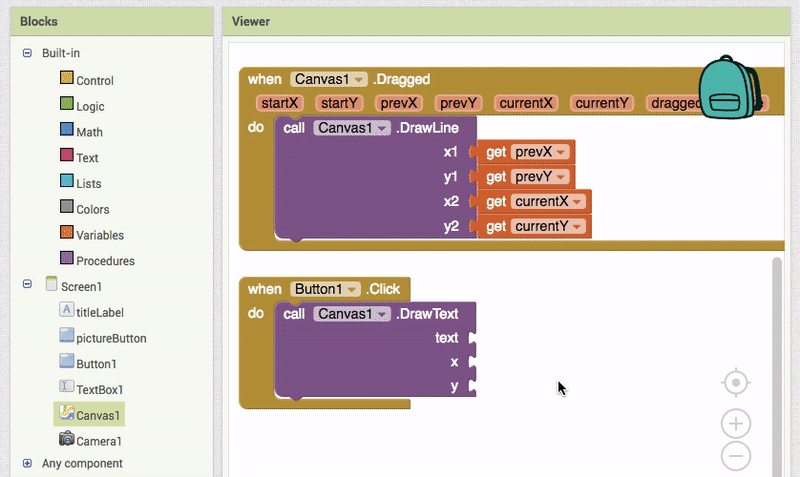 Blocks
Viewer
Built-in
Control
Logic
Math
Text
Lists
Colors
Variables
Procedures
Screen1
titleLabel
pictureButton
Button1
TextBox1
Canvas1
Camera1
Any component
when Canvas1 .Dragged
startX startY prevX prevY currentX currentY
do call Canvas1 .DrawLine
x1 get prevX
y1 get prevY
x2 get currentX
y2 get currentY
when Button1 .Click
do call Canvas1 .DrawText
text
x
y